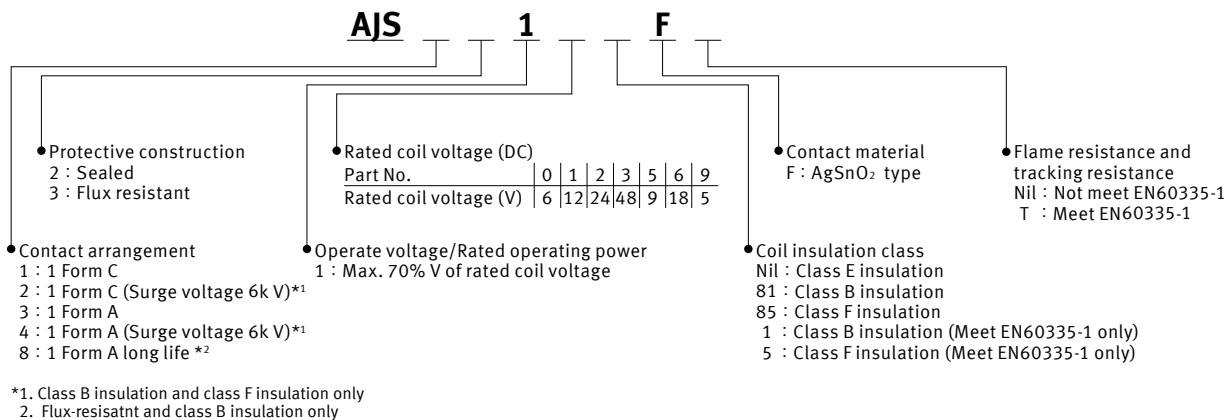 AJS _ _ 1 _ _ F _
Protective construction
2 : Sealed
3 : Flux resistant
Rated coil voltage (DC)
Part No. 0 1 2 3 5 6 9
Rated coil voltage (V) 6 12 24 48 9 18 5
Contact material
F : AgSnO₂ type
Flame resistance and
tracking resistance
Nil : Not meet EN60335-1
T : Meet EN60335-1
Contact arrangement
1 : 1 Form C
2 : 1 Form C (Surge voltage 6k V)*1
3 : 1 Form A
4 : 1 Form A (Surge voltage 6k V)*1
8 : 1 Form A long life *2
Operate voltage/Rated operating power
1 : Max. 70% V of rated coil voltage
Coil insulation class
Nil : Class E insulation
81 : Class B insulation
85 : Class F insulation
1 : Class B insulation (Meet EN60335-1 only)
5 : Class F insulation (Meet EN60335-1 only)
*1. Class B insulation and class F insulation only
2. Flux-resisatnt and class B insulation only